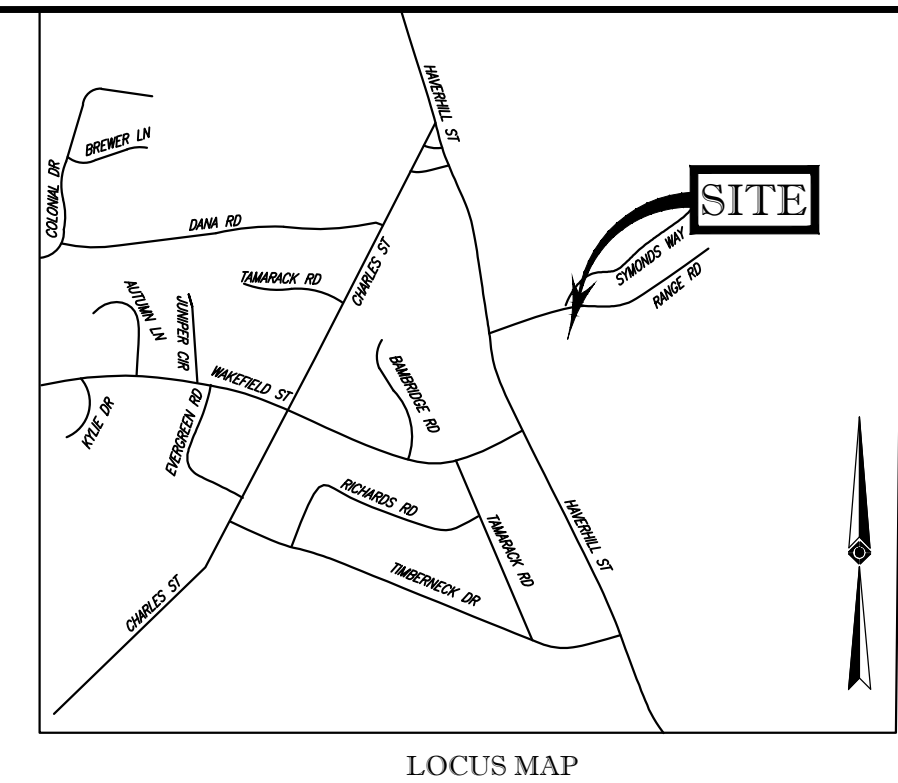 HAVERHILL ST
BREWER LN
COLONIAL DR
SITE
DANA RD
SYMONDS WAY
TAMARACK RD
CHARLES ST
RANGE RD
AUTUMN LN
JUNIPER CIR
WAKEFIELD ST
BAMBRIDGE RD
KYLIE DR
EVERGREEN RD
RICHARDS RD
TAMARACK RD
HAVERHILL ST
TIMBERNECK DR
CHARLES ST
LOCUS MAP